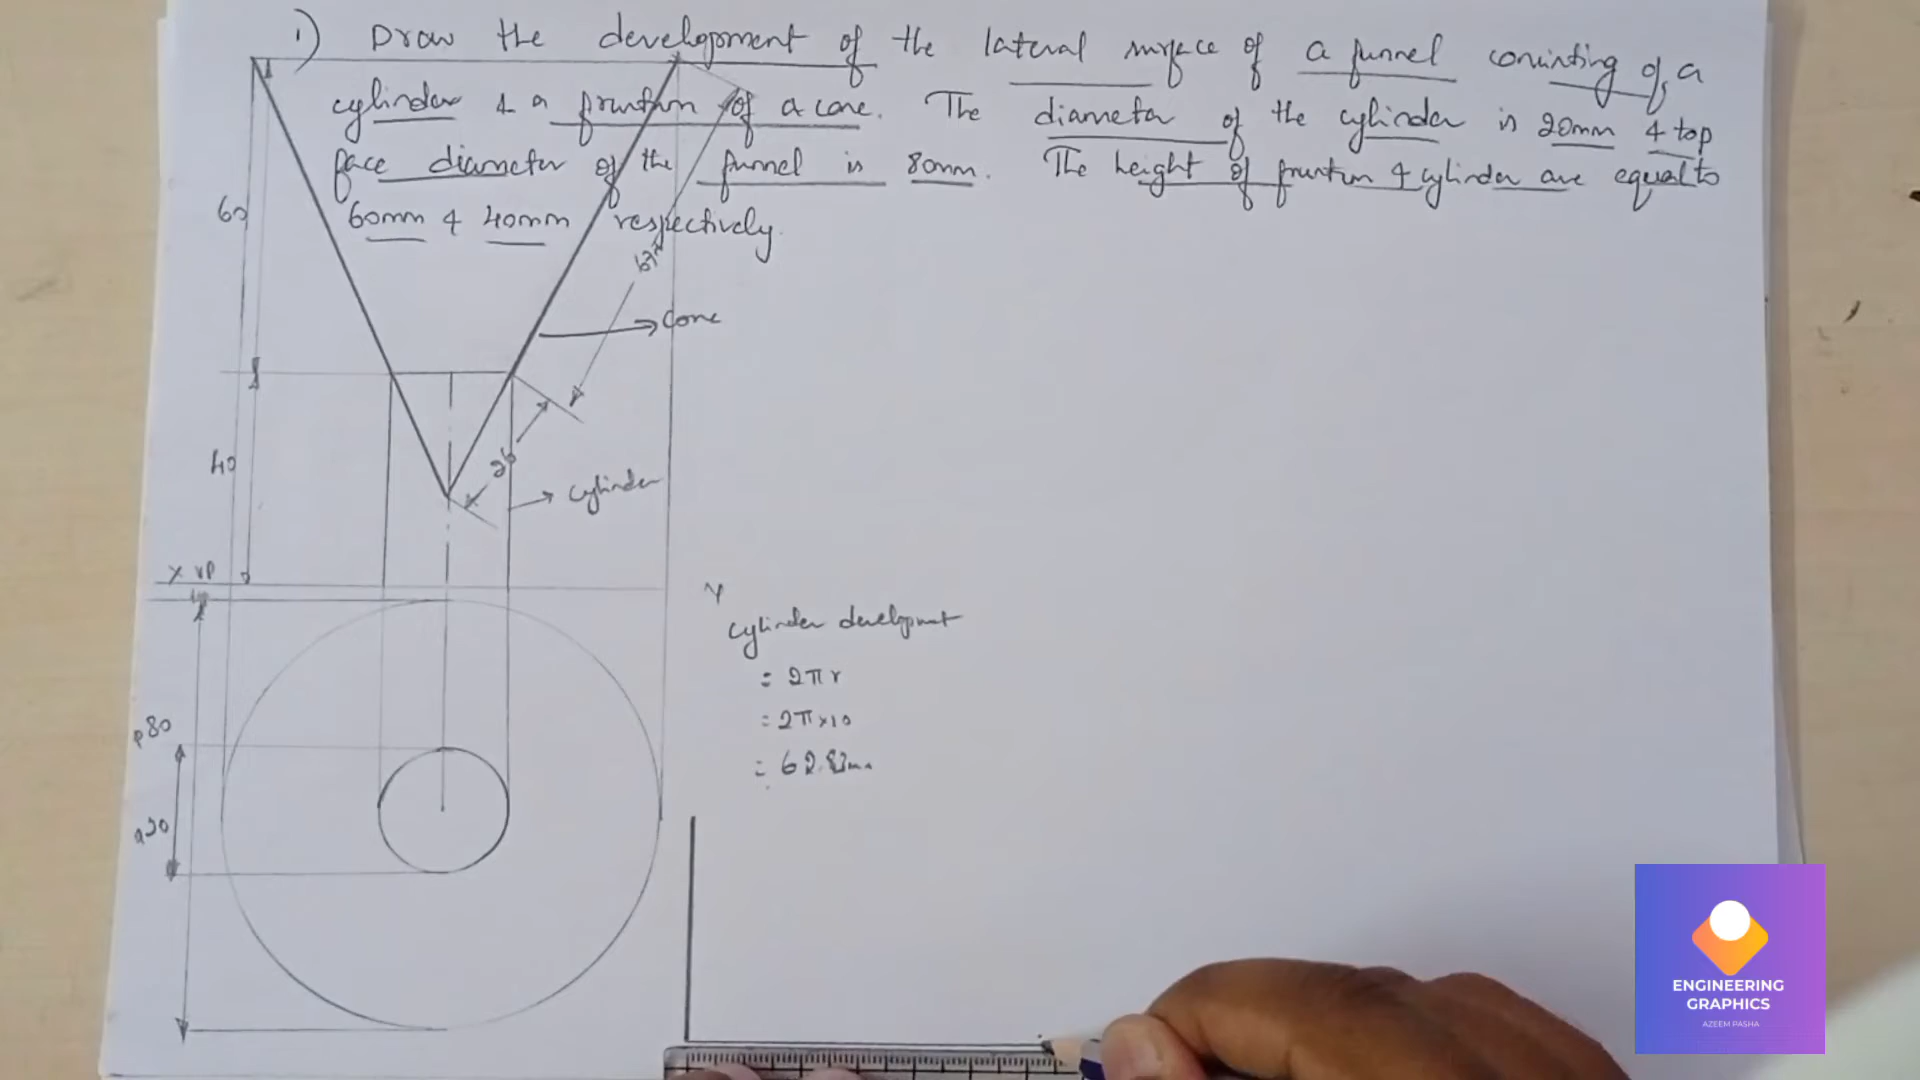 1) Draw the development of the lateral surface of a funnel consisting of a
cylinder & a frustum of a cone. The diameter of the cylinder is 20mm & top
face diameter of the funnel is 80mm. The height of frustum & cylinder are equal to
60mm & 40mm respectively.
60
67
cone
26
40
cylinder
X VP
Y
cylinder development
= 2πr
= 2π×10
= 62.83mm
φ80
φ20
ENGINEERING
GRAPHICS
AZEEM PASHA